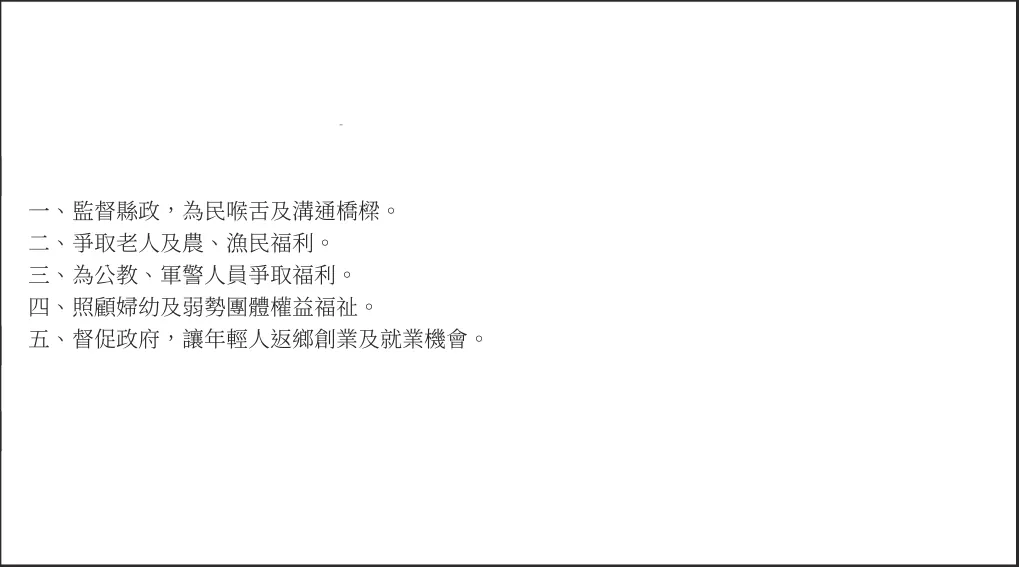 一、監督縣政，為民喉舌及溝通橋樑。
二、爭取老人及農、漁民福利。
三、為公教、軍警人員爭取福利。
四、照顧婦幼及弱勢團體權益福祉。
五、督促政府，讓年輕人返鄉創業及就業機會。